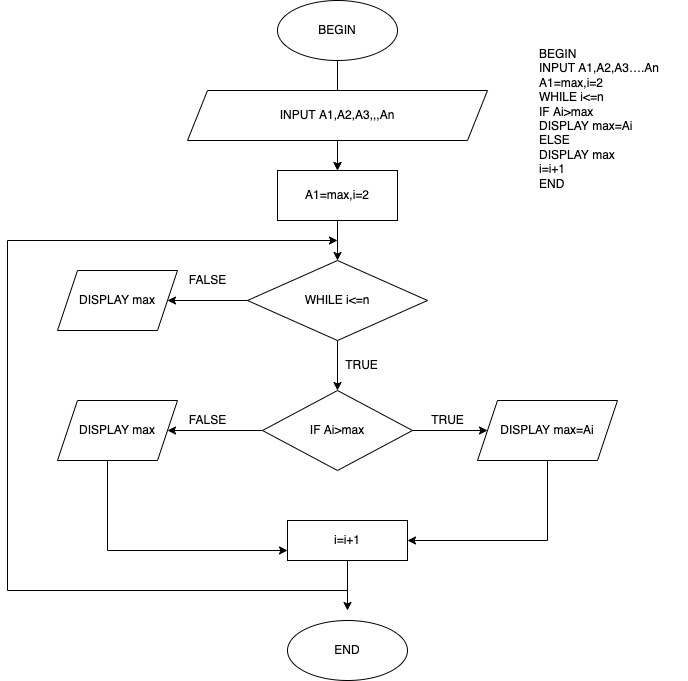 BEGIN
INPUT A1,A2,A3,,,An
A1=max,i=2
WHILE i<=n
FALSE
DISPLAY max
TRUE
IF Ai>max
FALSE
DISPLAY max
TRUE
DISPLAY max=Ai
i=i+1
END
BEGIN
INPUT A1,A2,A3....An
A1=max,i=2
WHILE i<=n
IF Ai>max
DISPLAY max=Ai
ELSE
DISPLAY max
i=i+1
END